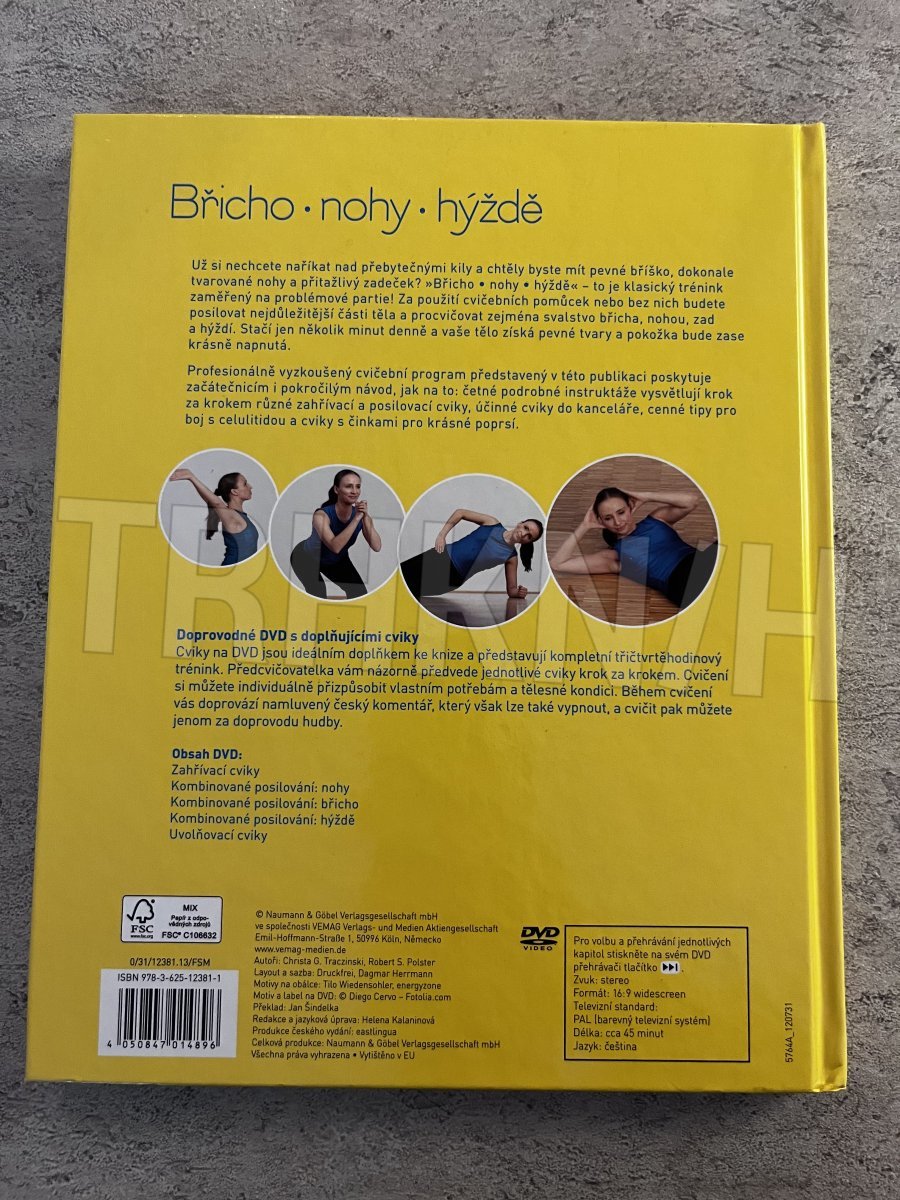 Břicho • nohy • hýždě
Už si nechcete naříkat nad přebytečnými kily a chtěly byste mít pevné bříško, dokonale
tvarované nohy a přitažlivý zadeček? »Břicho • nohy • hýždě« – to je klasický trénink
zaměřený na problémové partie! Za použití cvičebních pomůcek nebo bez nich budete
posilovat nejdůležitější části těla a procvičovat zejména svalstvo břicha, nohou, zad
a hýždí. Stačí jen několik minut denně a vaše tělo získá pevné tvary a pokožka bude zase
krásně napnutá.
Profesionálně vyzkoušený cvičební program představený v této publikaci poskytuje
začátečnicím i pokročilým návod, jak na to: četné podrobné instruktáže vysvětlují krok
za krokem různé zahřívací a posilovací cviky, účinné cviky do kanceláře, cenné tipy pro
boj s celulitidou a cviky s činkami pro krásné poprsí.
TBHKNVH
Doprovodné DVD s doplňujícími cviky
Cviky na DVD jsou ideálním doplňkem ke knize a představují kompletní třičtvrtěhodinový
trénink. Předcvičovatelka vám názorně předvede jednotlivé cviky krok za krokem. Cvičení
si můžete individuálně přizpůsobit vlastním potřebám a tělesné kondici. Během cvičení
vás doprovází namluvený český komentář, který však lze také vypnout, a cvičit pak můžete
jenom za doprovodu hudby.
Obsah DVD:
Zahřívací cviky
Kombinované posilování: nohy
Kombinované posilování: břicho
Kombinované posilování: hýždě
Uvolňovací cviky
FSC
www.fsc.org
MIX
Papír z odpo-
vědných zdrojů
FSC® C106632
0/31/12381.13/FSM
ISBN 978-3-625-12381-1
4 050847 014896
© Naumann & Göbel Verlagsgesellschaft mbH
ve společnosti VEMAG Verlags- und Medien Aktiengesellschaft
Emil-Hoffmann-Straße 1, 50996 Köln, Německo
www.vemag-medien.de
Autoři: Christa G. Traczinski, Robert S. Polster
Layout a sazba: Druckfrei, Dagmar Herrmann
Motivy na obálce: Tilo Wiedensohler, energyzone
Motiv a label na DVD: © Diego Cervo – Fotolia.com
Překlad: Jan Šindelka
Redakce a jazyková úprava: Helena Kalaninová
Produkce českého vydání: eastlingua
Celková produkce: Naumann & Göbel Verlagsgesellschaft mbH
Všechna práva vyhrazena • Vytištěno v EU
DVD
VIDEO
Pro volbu a přehrávání jednotlivých
kapitol stiskněte na svém DVD
přehrávači tlačítko ⏭.
Zvuk: stereo
Formát: 16:9 widescreen
Televizní standard:
PAL (barevný televizní systém)
Délka: cca 45 minut
Jazyk: čeština
5764A_120731